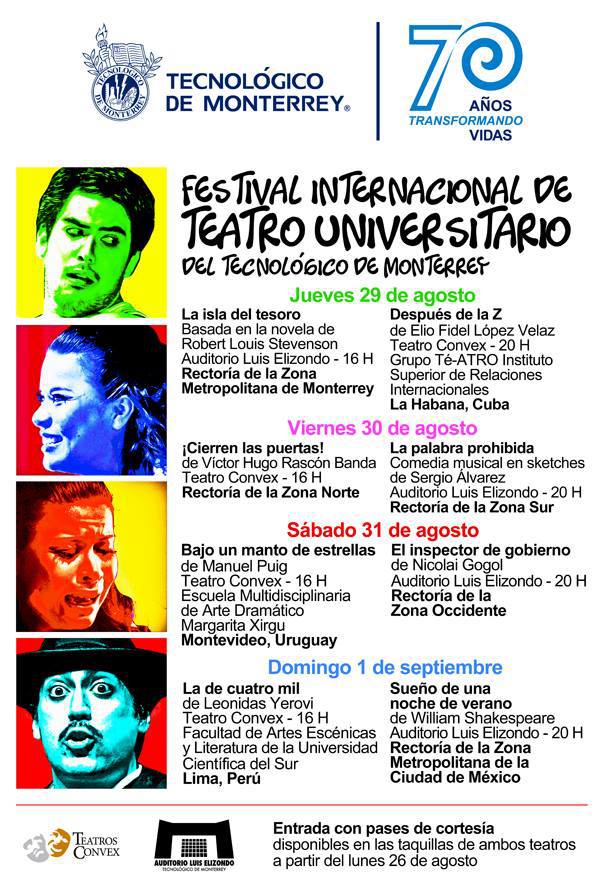 TECNOLÓGICO
DE MONTERREY
TECNOLÓGICO
DE MONTERREY®
70
AÑOS
TRANSFORMANDO
VIDAS
FESTIVAL INTERNACIONAL DE
TEATRO UNIVERSITARIO
DEL TECNOLÓGICO DE MONTERREY
Jueves 29 de agosto
La isla del tesoro
Basada en la novela de
Robert Louis Stevenson
Auditorio Luis Elizondo - 16 H
Rectoría de la Zona
Metropolitana de Monterrey
Después de la Z
de Elio Fidel López Velaz
Teatro Convex - 20 H
Grupo Té-ATRO Instituto
Superior de Relaciones
Internacionales
La Habana, Cuba
Viernes 30 de agosto
¡Cierren las puertas!
de Víctor Hugo Rascón Banda
Teatro Convex - 16 H
Rectoría de la Zona Norte
La palabra prohibida
Comedia musical en sketches
de Sergio Álvarez
Auditorio Luis Elizondo - 20 H
Rectoría de la Zona Sur
Sábado 31 de agosto
Bajo un manto de estrellas
de Manuel Puig
Teatro Convex - 16 H
Escuela Multidisciplinaria
de Arte Dramático
Margarita Xirgu
Montevideo, Uruguay
El inspector de gobierno
de Nicolai Gogol
Auditorio Luis Elizondo - 20 H
Rectoría de la
Zona Occidente
Domingo 1 de septiembre
La de cuatro mil
de Leonidas Yerovi
Teatro Convex - 16 H
Facultad de Artes Escénicas
y Literatura de la Universidad
Científica del Sur
Lima, Perú
Sueño de una
noche de verano
de William Shakespeare
Auditorio Luis Elizondo - 20 H
Rectoría de la Zona
Metropolitana de la
Ciudad de México
TEATROS
CONVEX
AUDITORIO LUIS ELIZONDO
TECNOLÓGICO DE MONTERREY
Entrada con pases de cortesía
disponibles en las taquillas de ambos teatros
a partir del lunes 26 de agosto